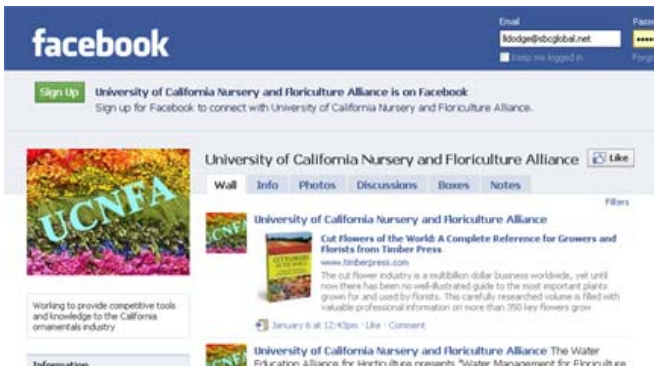 Email
Passw
facebook
lldodge@sbcglobal.net
Keep me logged in
Forgo
Sign Up
University of California Nursery and Floriculture Alliance is on Facebook
Sign up for Facebook to connect with University of California Nursery and Floriculture Alliance.
University of California Nursery and Floriculture Alliance
Like
Wall Info Photos Discussions Boxes Notes
Filters
UCNFA
University of California Nursery and Floriculture Alliance
Cut Flowers of the World: A Complete Reference for Growers and
Florists from Timber Press
www.timberpress.com
The cut flower industry is a multibillion dollar business worldwide, yet until
now there has been no well-illustrated guide to the most important plants
grown for and used by florists. This carefully researched volume is filled with
valuable professional information on more than 350 key flowers grow
January 6 at 12:43pm · Like · Comment
Working to provide competitive tools
and knowledge to the California
ornamentals industry
Information
University of California Nursery and Floriculture Alliance The Water
Education Alliance for Horticulture presents "Water Management for Floriculture